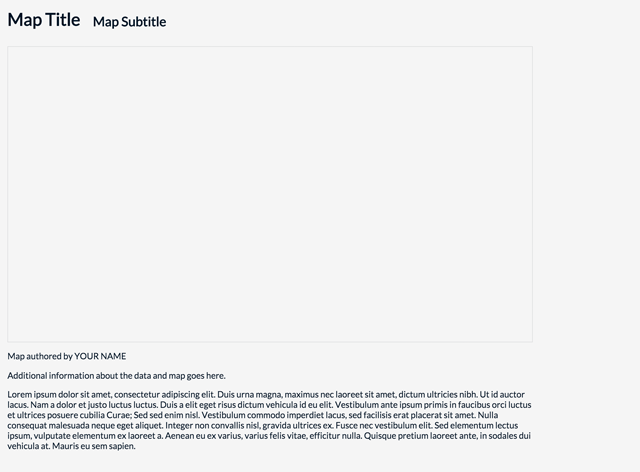 Map Title Map Subtitle
Map authored by YOUR NAME
Additional information about the data and map goes here.
Lorem ipsum dolor sit amet, consectetur adipiscing elit. Duis urna magna, maximus nec laoreet sit amet, dictum ultricies nibh. Ut id auctor
lacus. Nam a dolor et justo luctus luctus. Duis a elit eget risus dictum vehicula id eu elit. Vestibulum ante ipsum primis in faucibus orci luctus
et ultrices posuere cubilia Curae; Sed sed enim nisl. Vestibulum commodo imperdiet lacus, sed facilisis erat placerat sit amet. Nulla
consequat malesuada neque eget aliquet. Integer non convallis nisl, gravida ultrices ex. Fusce nec vestibulum elit. Sed elementum lectus
ipsum, vulputate elementum ex laoreet a. Aenean eu ex varius, varius felis vitae, efficitur nulla. Quisque pretium laoreet ante, in sodales dui
vehicula at. Mauris eu sem sapien.